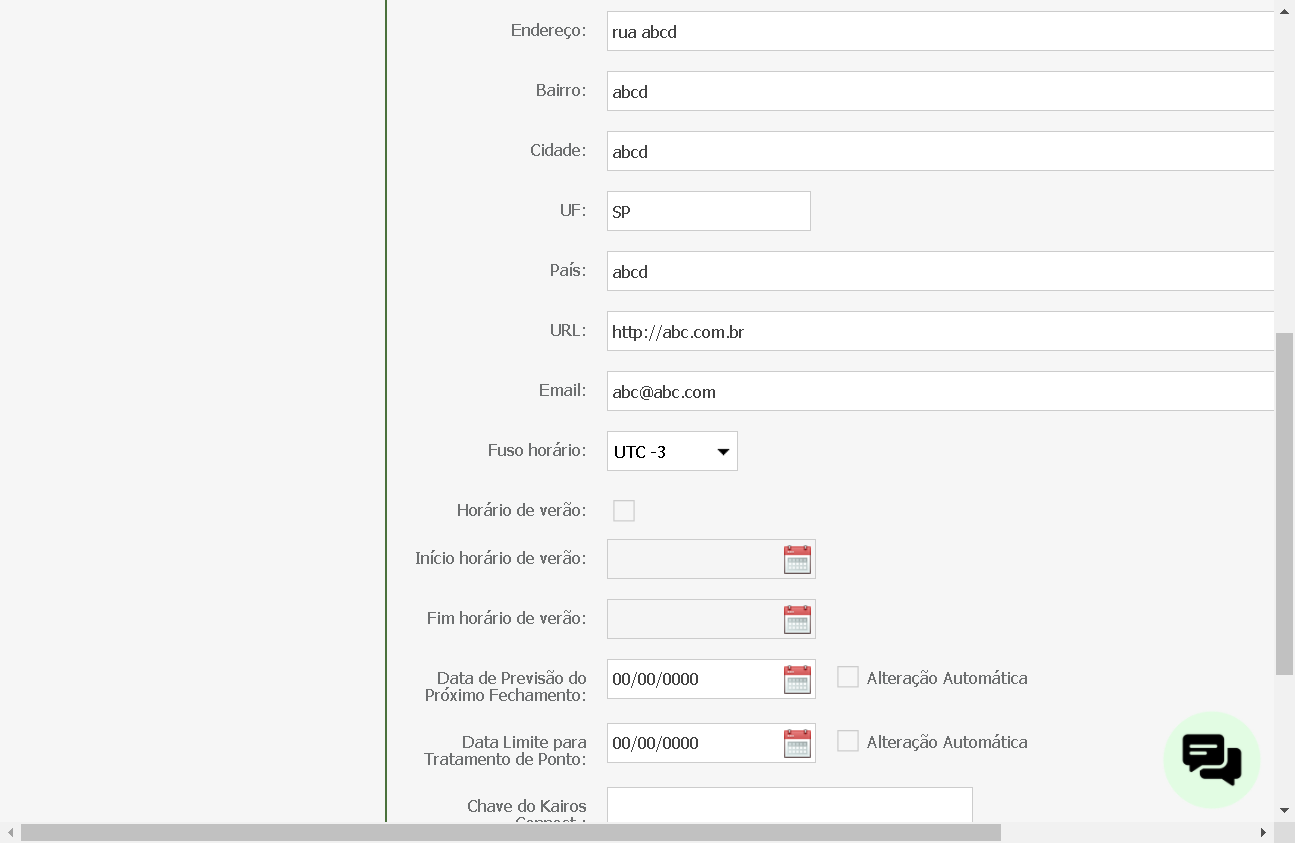 Endereço: rua abcd
Bairro: abcd
Cidade: abcd
UF: SP
País: abcd
URL: http://abc.com.br
Email: abc@abc.com
Fuso horário: UTC -3
Horário de verão:
Início horário de verão:
Fim horário de verão:
Data de Previsão do
Próximo Fechamento: 00/00/0000 Alteração Automática
Data Limite para
Tratamento de Ponto: 00/00/0000 Alteração Automática
Chave do Kairos